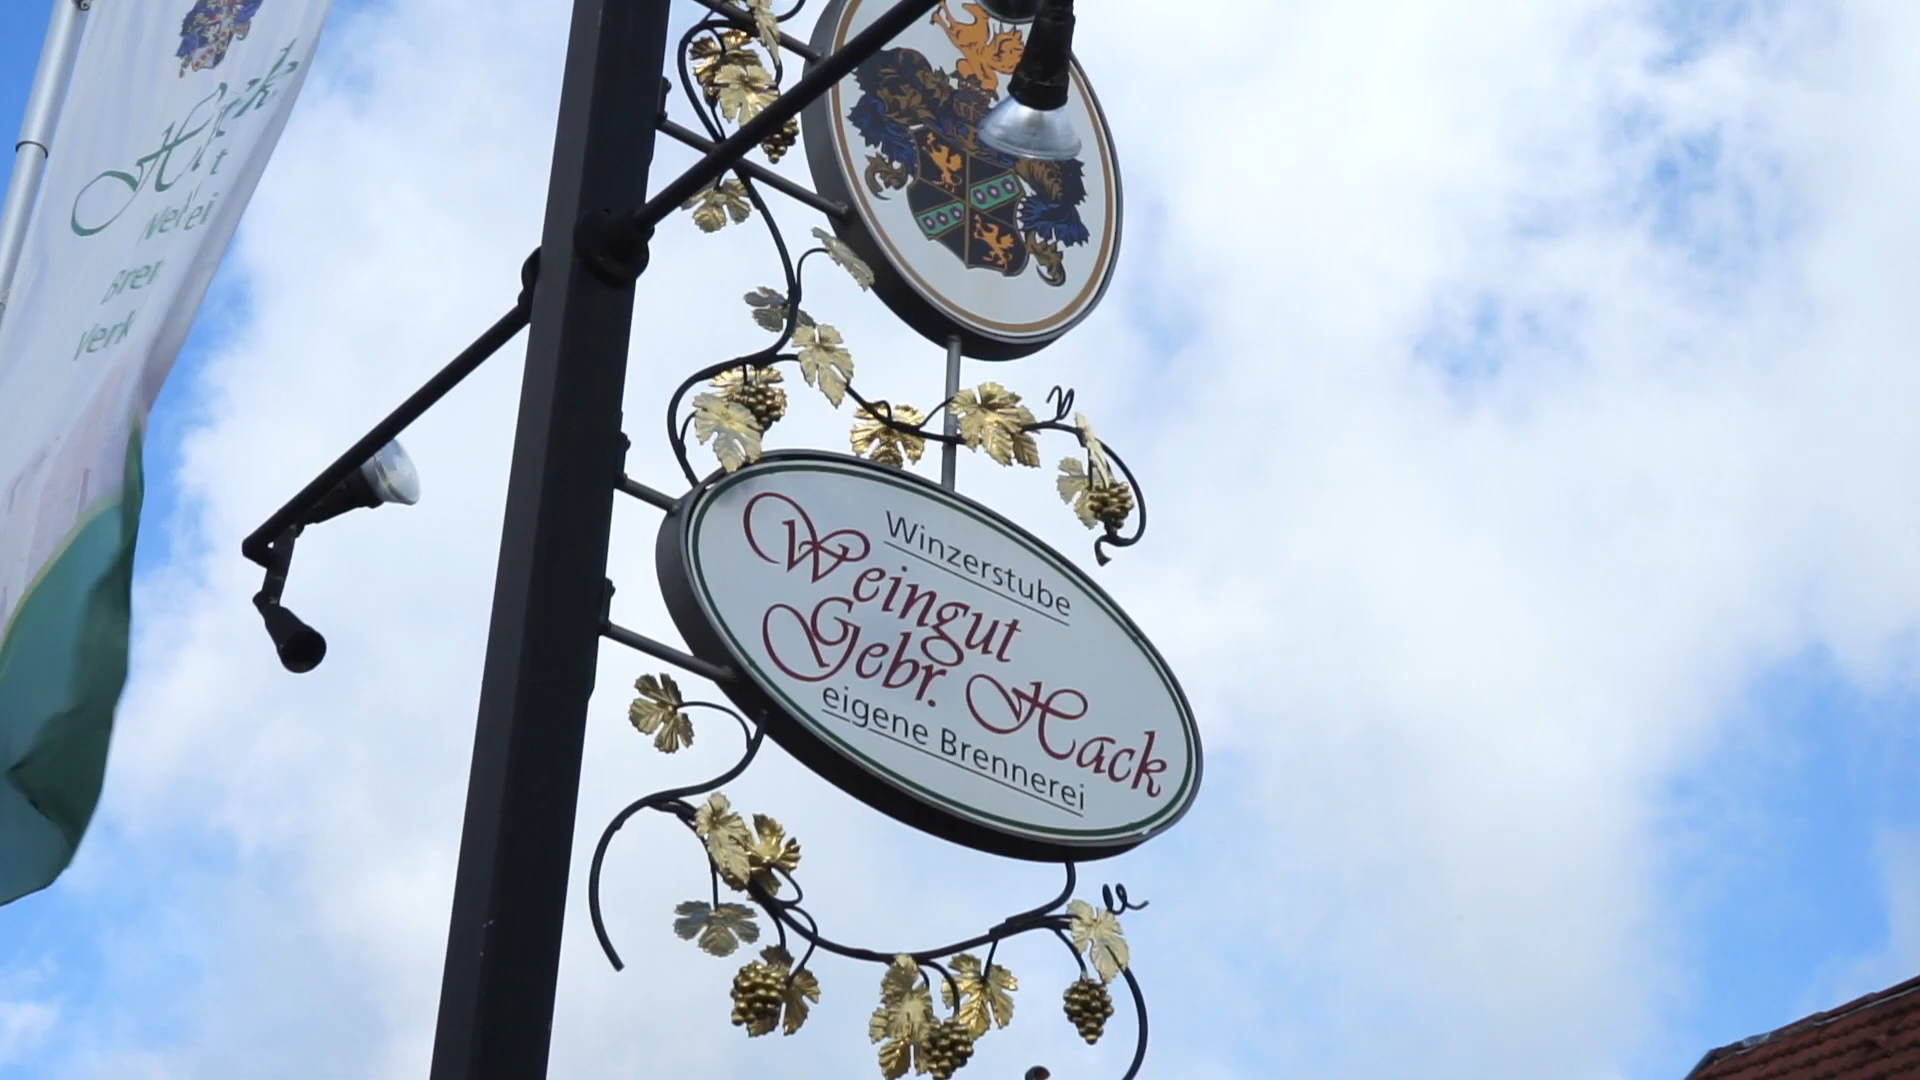 Winzerstube
Weingut
Gebr. Hack
eigene Brennerei